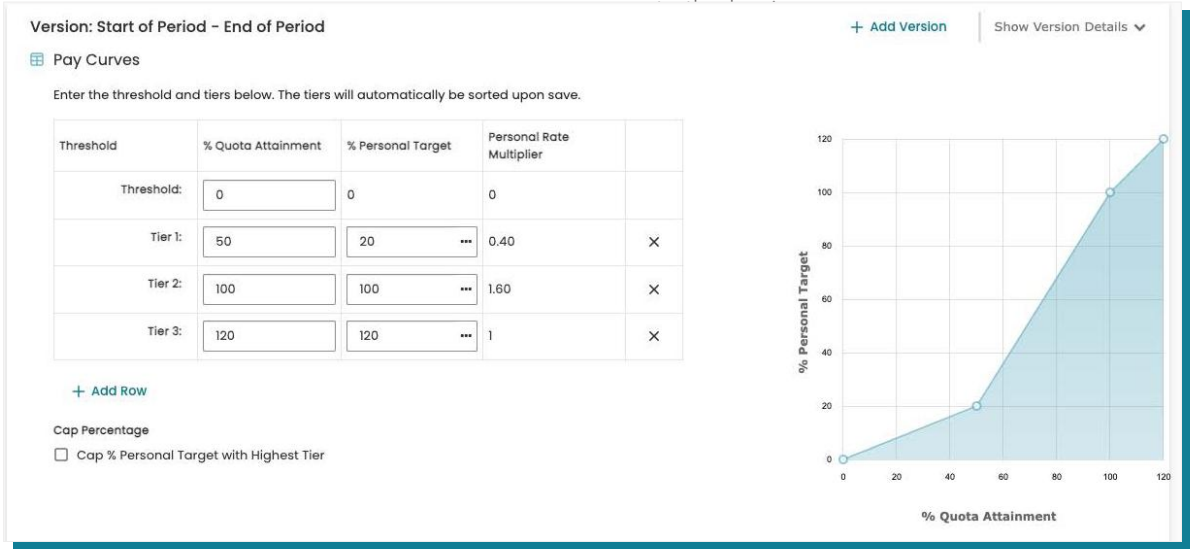 Version: Start of Period - End of Period
+ Add Version
Show Version Details
Pay Curves
Enter the threshold and tiers below. The tiers will automatically be sorted upon save.
Threshold % Quota Attainment % Personal Target Personal Rate Multiplier
Threshold: 0 0 0
Tier 1: 50 20 ••• 0.40 ×
Tier 2: 100 100 ••• 1.60 ×
Tier 3: 120 120 ••• 1 ×
+ Add Row
Cap Percentage
Cap % Personal Target with Highest Tier
120
100
80
60
40
20
0
% Personal Target
0 20 40 60 80 100 120
% Quota Attainment